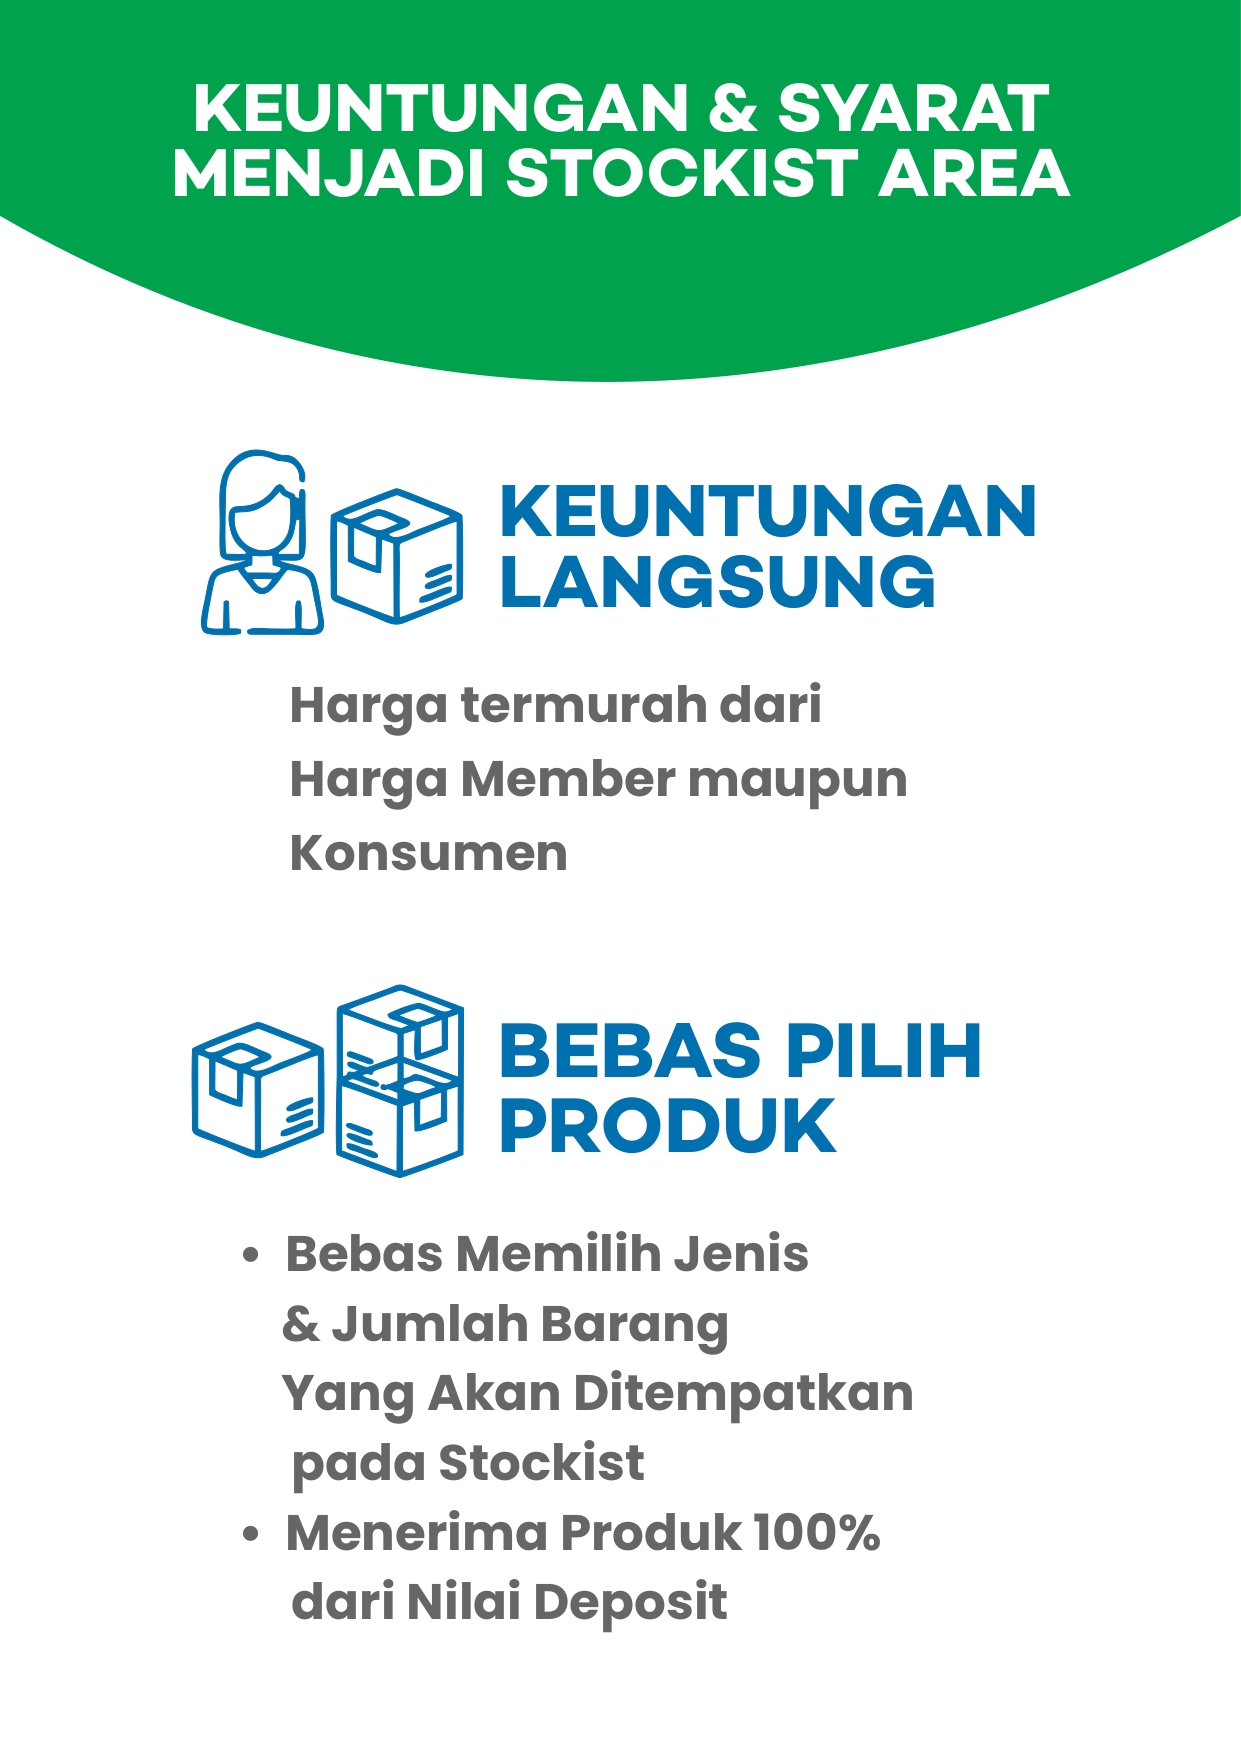 KEUNTUNGAN & SYARAT
MENJADI STOCKIST AREA
KEUNTUNGAN
LANGSUNG
Harga termurah dari
Harga Member maupun
Konsumen
BEBAS PILIH
PRODUK
• Bebas Memilih Jenis
& Jumlah Barang
Yang Akan Ditempatkan
pada Stockist
• Menerima Produk 100%
dari Nilai Deposit